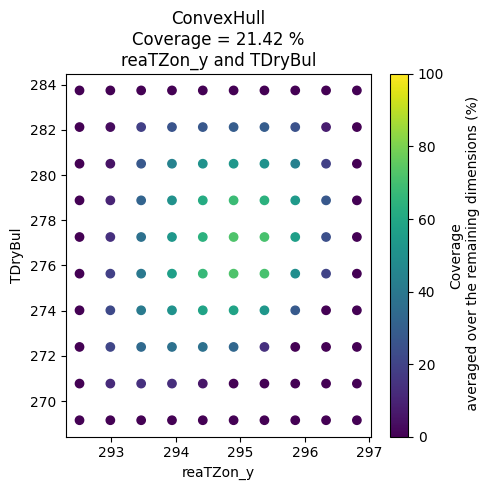 ConvexHull
Coverage = 21.42 %
reaTZon_y and TDryBul
284
282
280
278
276
274
272
270
TDryBul
293
294
295
296
297
reaTZon_y
100
80
60
40
20
0
Coverage
averaged over the remaining dimensions (%)